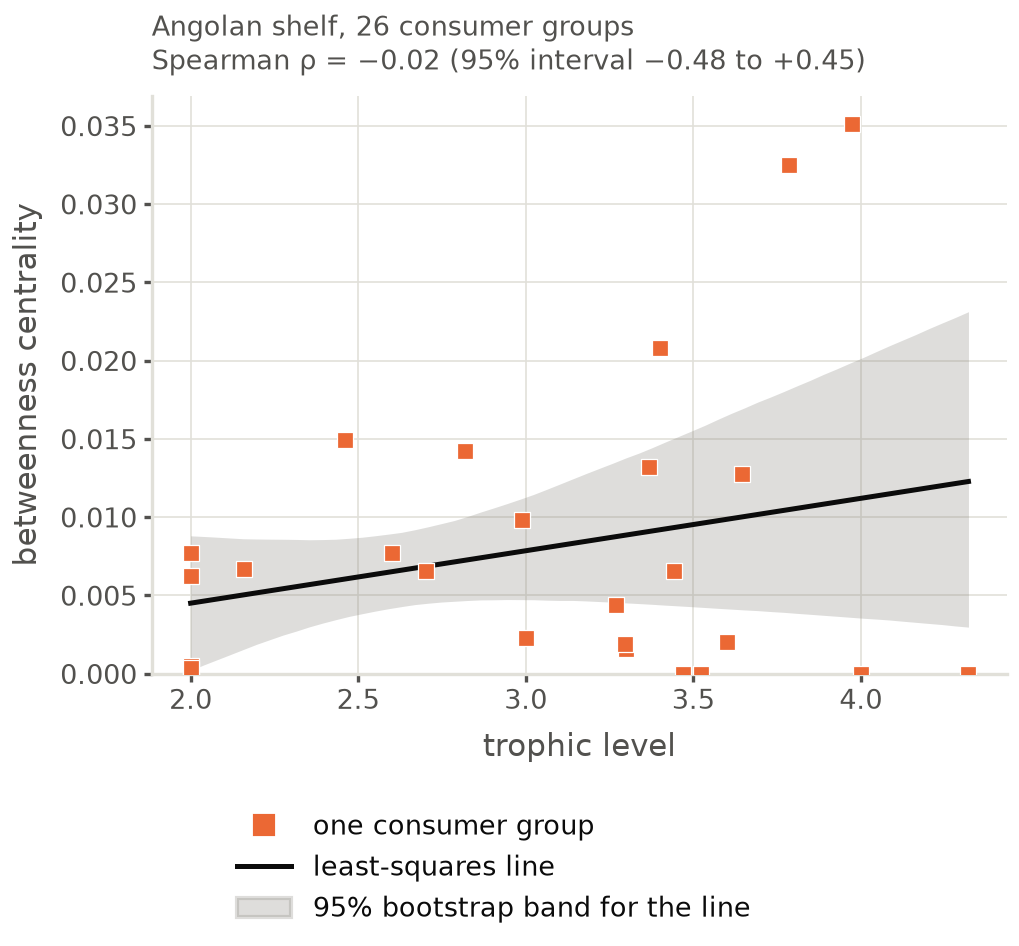 Angolan shelf, 26 consumer groups
Spearman ρ = −0.02 (95% interval −0.48 to +0.45)
0.035
0.030
0.025
0.020
0.015
0.010
0.005
0.000
betweenness centrality
2.0 2.5 3.0 3.5 4.0
trophic level
one consumer group
least-squares line
95% bootstrap band for the line